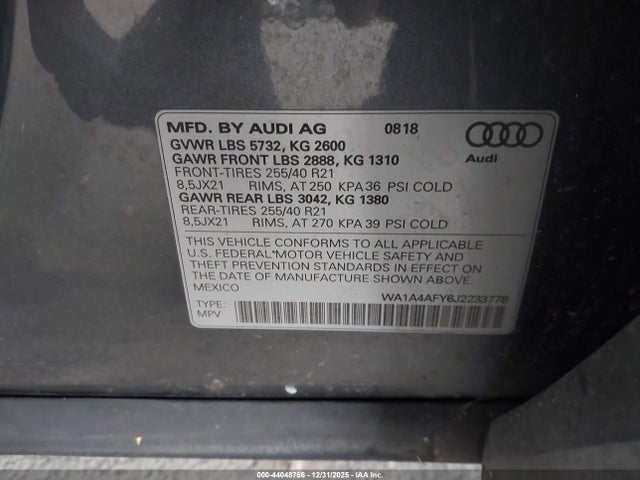 MFD. BY AUDI AG 0818
GVWR LBS 5732, KG 2600
GAWR FRONT LBS 2888, KG 1310
FRONT-TIRES 255/40 R21
8,5JX21 RIMS, AT 250 KPA 36 PSI COLD
GAWR REAR LBS 3042, KG 1380
REAR-TIRES 255/40 R21
8,5JX21 RIMS, AT 270 KPA 39 PSI COLD
Audi
THIS VEHICLE CONFORMS TO ALL APPLICABLE
U.S. FEDERAL MOTOR VEHICLE SAFETY AND
THEFT PREVENTION STANDARDS IN EFFECT ON
THE DATE OF MANUFACTURE SHOWN ABOVE.
MEXICO
WA1A4AFY6J2233778
TYPE:
MPV
000-44048756 - 12/31/2025 - IAA Inc.